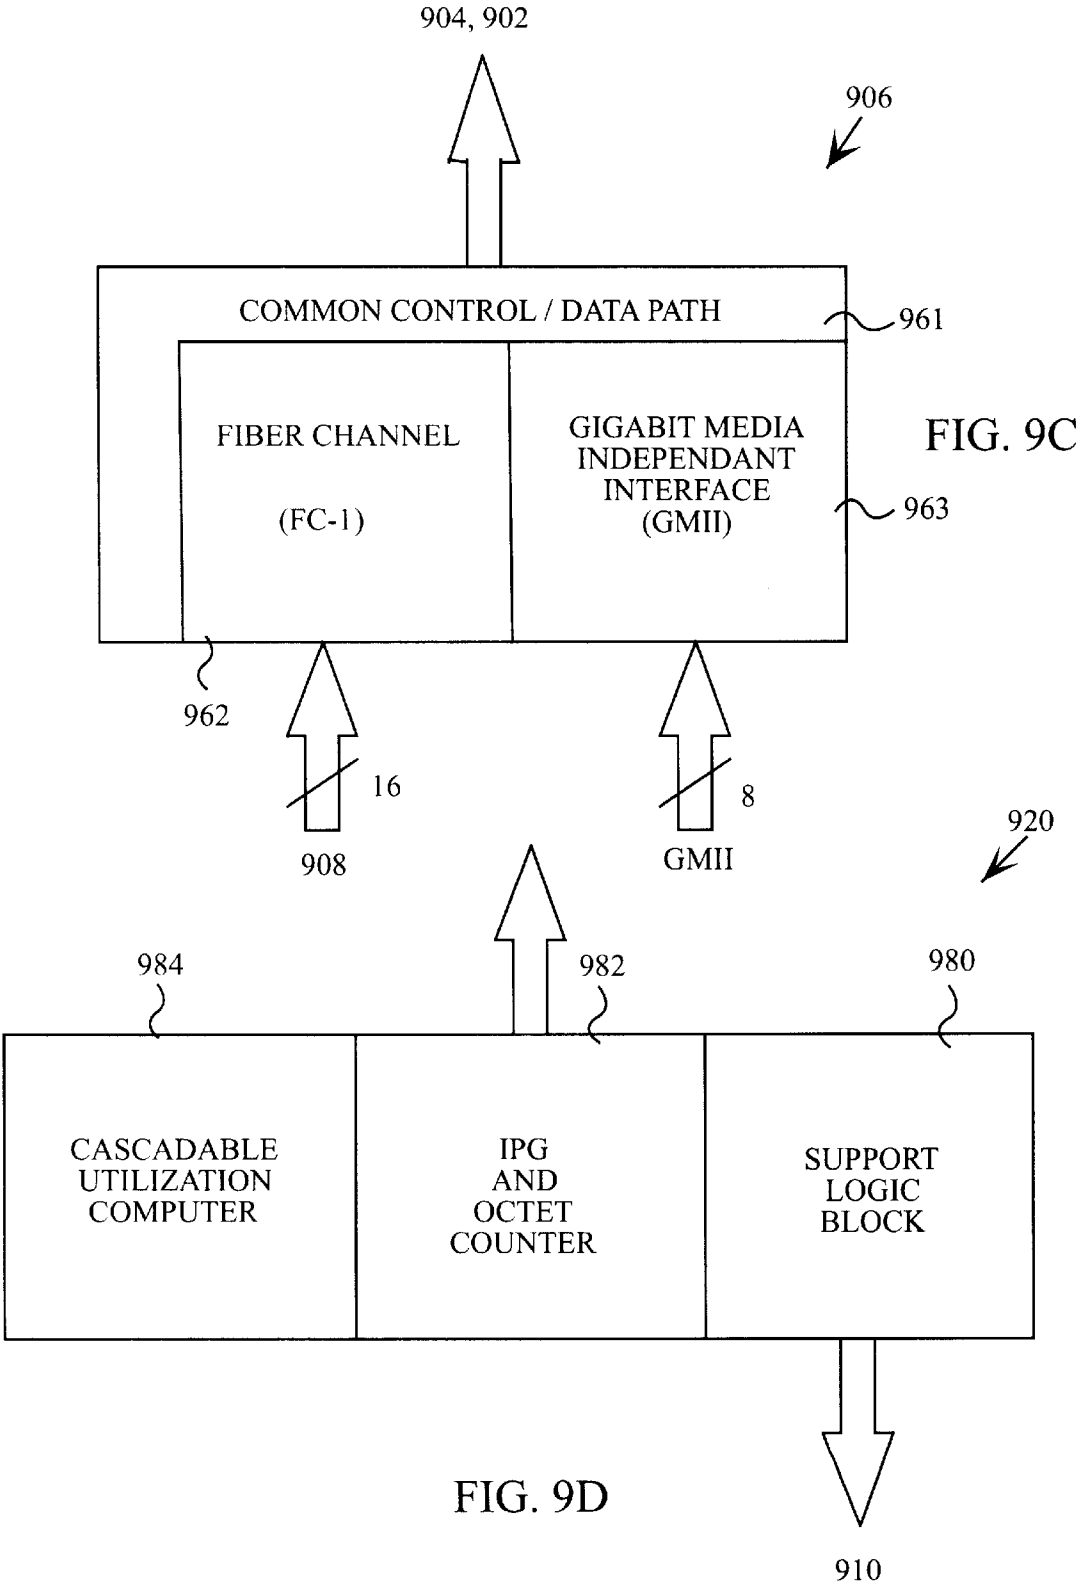 904, 902
906
COMMON CONTROL / DATA PATH
961
FIBER CHANNEL
(FC-1)
GIGABIT MEDIA
INDEPENDANT
INTERFACE
(GMII)
FIG. 9C
963
962
16
8
908
GMII
920
984
982
980
CASCADABLE
UTILIZATION
COMPUTER
IPG
AND
OCTET
COUNTER
SUPPORT
LOGIC
BLOCK
FIG. 9D
910